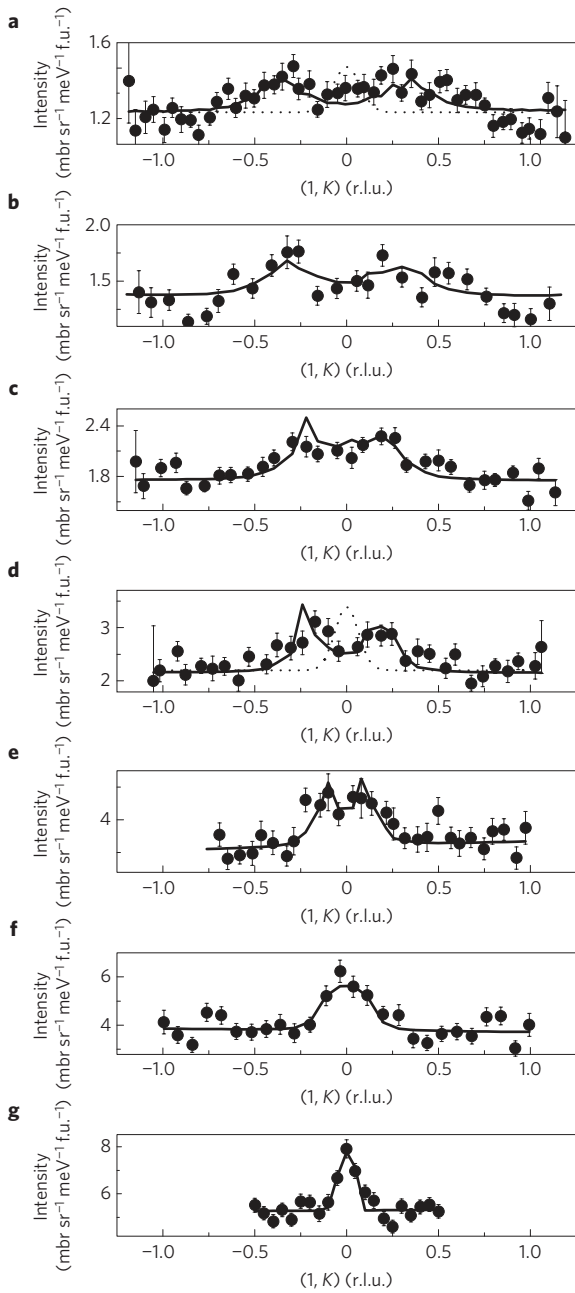 a
Intensity
(mbr sr⁻¹ meV⁻¹ f.u.⁻¹)
1.6
1.2
−1.0 −0.5 0 0.5 1.0
(1, K) (r.l.u.)
b
Intensity
(mbr sr⁻¹ meV⁻¹ f.u.⁻¹)
2.0
1.5
−1.0 −0.5 0 0.5 1.0
(1, K) (r.l.u.)
c
Intensity
(mbr sr⁻¹ meV⁻¹ f.u.⁻¹)
2.4
1.8
−1.0 −0.5 0 0.5 1.0
(1, K) (r.l.u.)
d
Intensity
(mbr sr⁻¹ meV⁻¹ f.u.⁻¹)
3
2
−1.0 −0.5 0 0.5 1.0
(1, K) (r.l.u.)
e
Intensity
(mbr sr⁻¹ meV⁻¹ f.u.⁻¹)
4
−1.0 −0.5 0 0.5 1.0
(1, K) (r.l.u.)
f
Intensity
(mbr sr⁻¹ meV⁻¹ f.u.⁻¹)
6
4
−1.0 −0.5 0 0.5 1.0
(1, K) (r.l.u.)
g
Intensity
(mbr sr⁻¹ meV⁻¹ f.u.⁻¹)
8
6
−1.0 −0.5 0 0.5 1.0
(1, K) (r.l.u.)